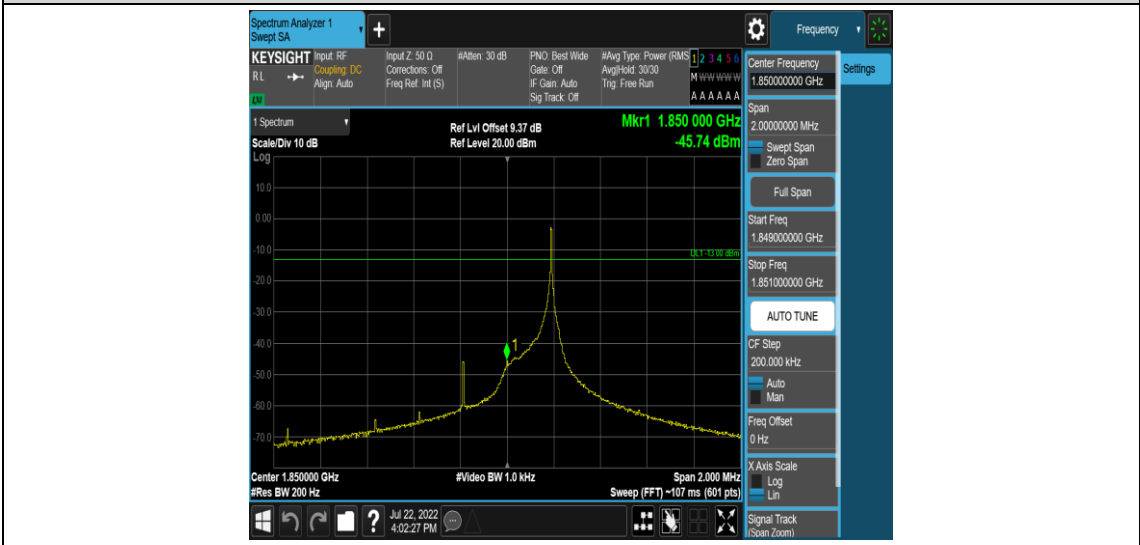 Spectrum Analyzer 1
Swept SA
Frequency
KEYSIGHT
RL
LXI
Input: RF
Coupling: DC
Align: Auto
Input Z: 50 Ω
Corrections: Off
Freq Ref: Int (S)
#Atten: 30 dB
PNO: Best Wide
Gate: Off
IF Gain: Auto
Sig Track: Off
#Avg Type: Power (RMS
Avg|Hold: 30/30
Trig: Free Run
1 2 3 4 5 6
M W W W W W
A A A A A A
1 Spectrum
Scale/Div 10 dB
Log
Ref Lvl Offset 9.37 dB
Ref Level 20.00 dBm
Mkr1 1.850 000 GHz
-45.74 dBm
10.0
0.00
-10.0
-20.0
-30.0
-40.0
-50.0
-60.0
-70.0
DL1 -13.00 dBm
1
Center 1.850000 GHz
#Res BW 200 Hz
#Video BW 1.0 kHz
Span 2.000 MHz
Sweep (FFT) ~107 ms (601 pts)
Center Frequency
1.850000000 GHz
Settings
Span
2.00000000 MHz
Swept Span
Zero Span
Full Span
Start Freq
1.849000000 GHz
Stop Freq
1.851000000 GHz
AUTO TUNE
CF Step
200.000 kHz
Auto
Man
Freq Offset
0 Hz
X Axis Scale
Log
Lin
Signal Track
(Span Zoom)
?
Jul 22, 2022
4:02:27 PM